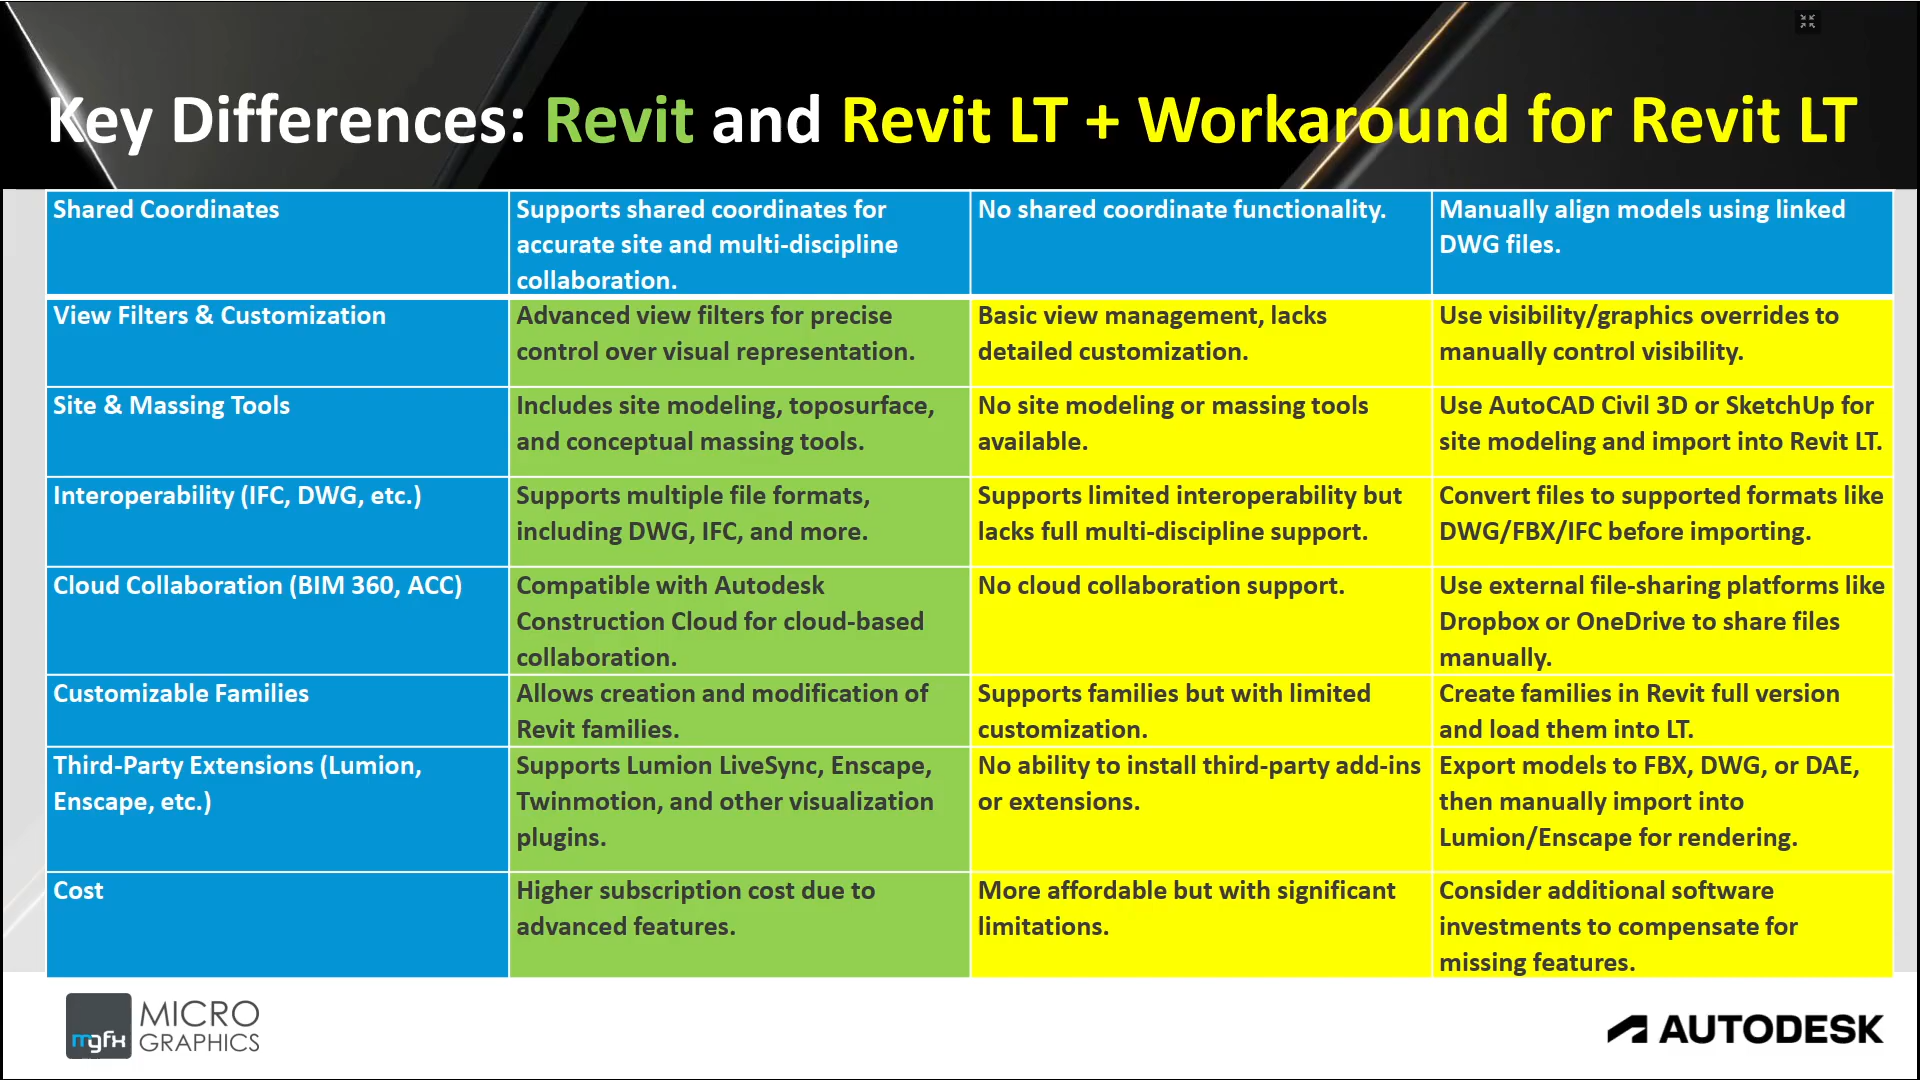 Key Differences: Revit and Revit LT + Workaround for Revit LT
Shared Coordinates
Supports shared coordinates for
accurate site and multi-discipline
collaboration.
No shared coordinate functionality.
Manually align models using linked
DWG files.
View Filters & Customization
Advanced view filters for precise
control over visual representation.
Basic view management, lacks
detailed customization.
Use visibility/graphics overrides to
manually control visibility.
Site & Massing Tools
Includes site modeling, toposurface,
and conceptual massing tools.
No site modeling or massing tools
available.
Use AutoCAD Civil 3D or SketchUp for
site modeling and import into Revit LT.
Interoperability (IFC, DWG, etc.)
Supports multiple file formats,
including DWG, IFC, and more.
Supports limited interoperability but
lacks full multi-discipline support.
Convert files to supported formats like
DWG/FBX/IFC before importing.
Cloud Collaboration (BIM 360, ACC)
Compatible with Autodesk
Construction Cloud for cloud-based
collaboration.
No cloud collaboration support.
Use external file-sharing platforms like
Dropbox or OneDrive to share files
manually.
Customizable Families
Allows creation and modification of
Revit families.
Supports families but with limited
customization.
Create families in Revit full version
and load them into LT.
Third-Party Extensions (Lumion,
Enscape, etc.)
Supports Lumion LiveSync, Enscape,
Twinmotion, and other visualization
plugins.
No ability to install third-party add-ins
or extensions.
Export models to FBX, DWG, or DAE,
then manually import into
Lumion/Enscape for rendering.
Cost
Higher subscription cost due to
advanced features.
More affordable but with significant
limitations.
Consider additional software
investments to compensate for
missing features.
mgfx
MICRO
GRAPHICS
AUTODESK